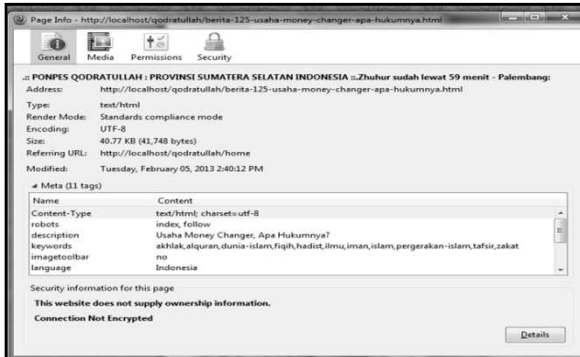 Page Info - http://localhost/qodratullah/berita-125-usaha-money-changer-apa-hukumnya.html
General Media Permissions Security
.:: PONPES QODRATULLAH : PROVINSI SUMATERA SELATAN INDONESIA ::.Zhuhur sudah lewat 59 menit - Palembang:
Address: http://localhost/qodratullah/berita-125-usaha-money-changer-apa-hukumnya.html
Type: text/html
Render Mode: Standards compliance mode
Encoding: UTF-8
Size: 40.77 KB (41,748 bytes)
Referring URL: http://localhost/qodratullah/home
Modified: Tuesday, February 05, 2013 2:40:12 PM
Meta (11 tags)
Name Content
Content-Type text/html; charset=utf-8
robots index, follow
description Usaha Money Changer, Apa Hukumnya?
keywords akhlak,alquran,dunia-islam,fiqih,hadist,ilmu,iman,islam,pergerakan-islam,tafsir,zakat
imagetoolbar no
language Indonesia
Security information for this page
This website does not supply ownership information.
Connection Not Encrypted
Details